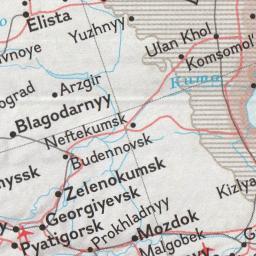 Elista
Yuzhnyy
Ulan Khol
Komsomol'
Arzgir
Kuma
Blagodarnyy
Neftekumsk
Budennovsk
Zelenokumsk
Kizlya
Georgiyevsk
Prokhladnyy
Mozdok
Pyatigorsk
Malgobek